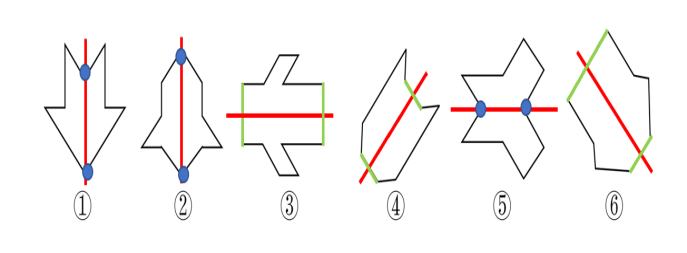 ① ② ③ ④ ⑤ ⑥